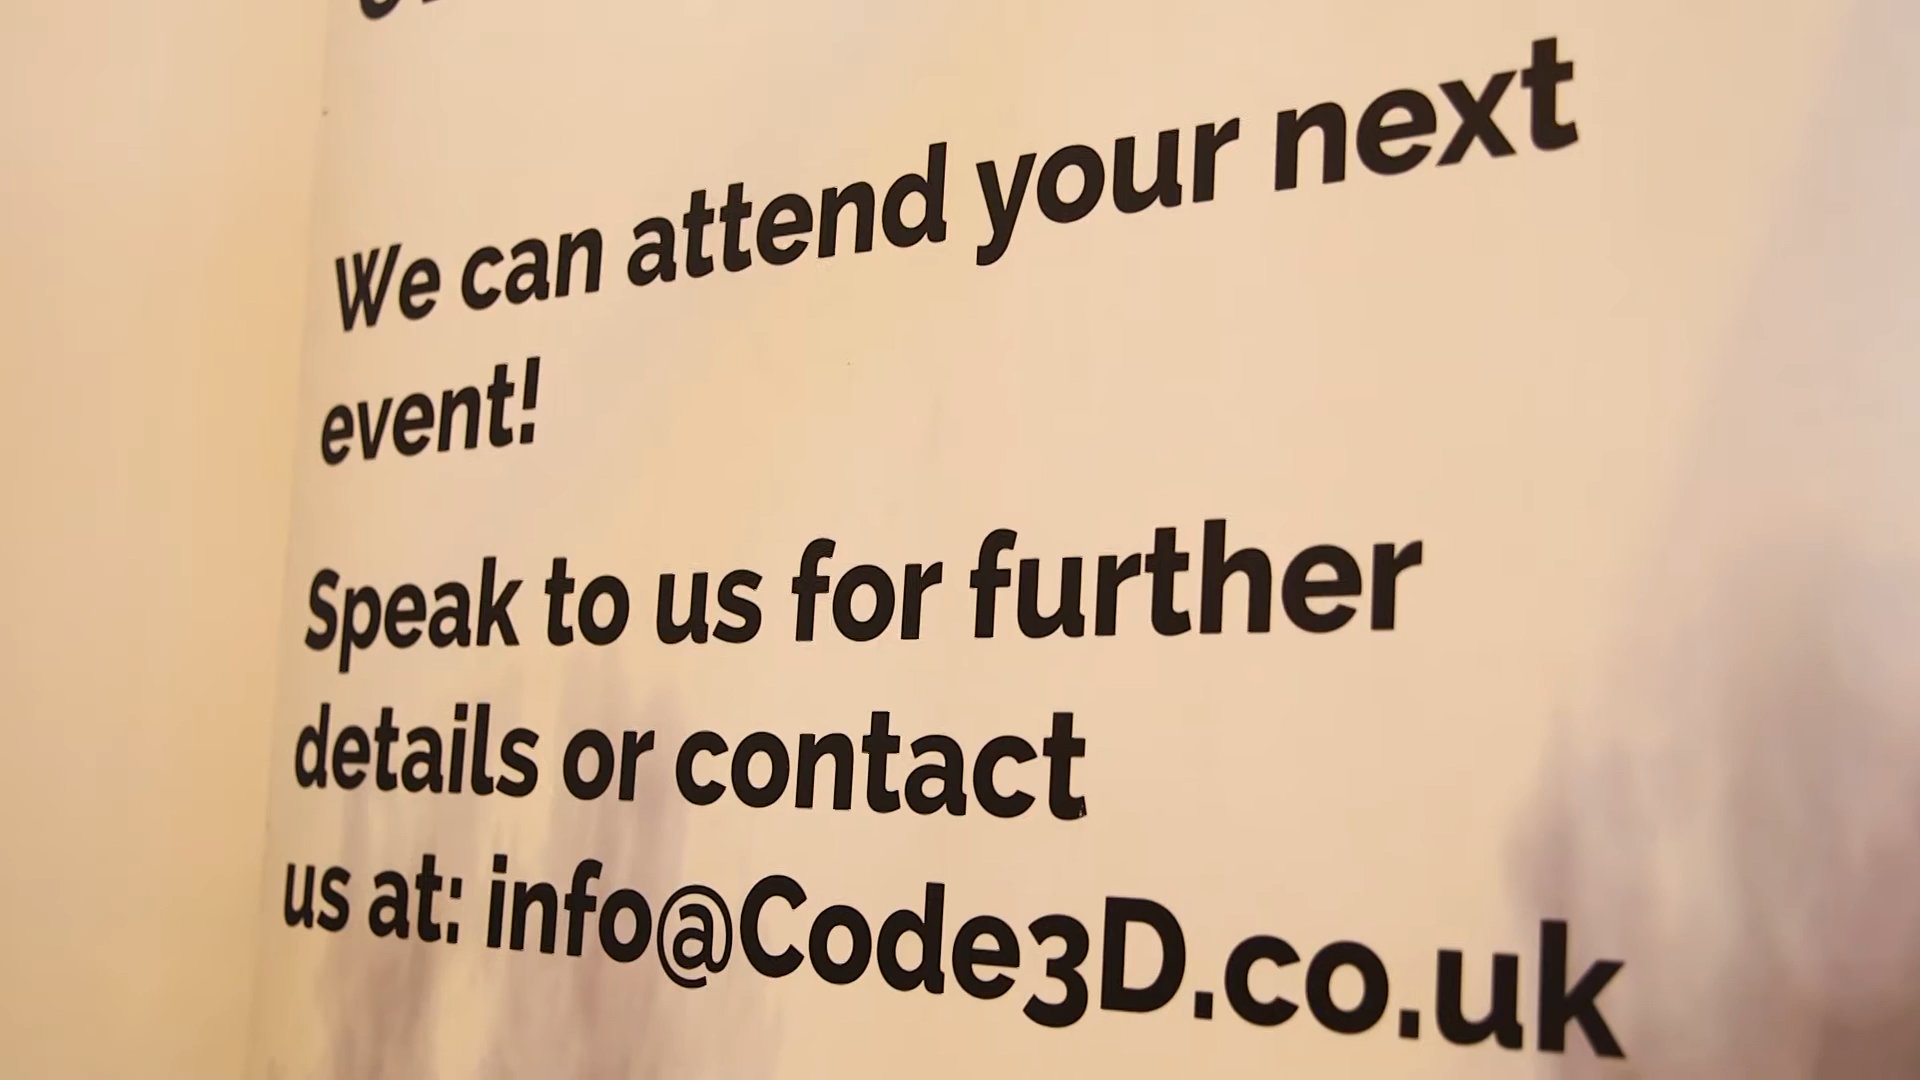 We can attend your next
event!
Speak to us for further
details or contact
us at: info@Code3D.co.uk